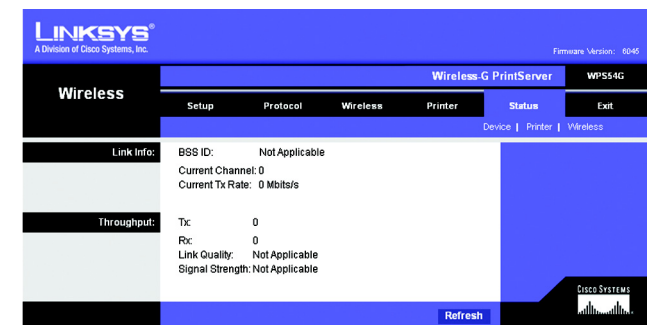 LINKSYS®
A Division of Cisco Systems, Inc.
Firmware Version: 6045
Wireless-G PrintServer WPS54G
Wireless
Setup Protocol Wireless Printer Status Exit
Device | Printer | Wireless
Link Info: BSS ID: Not Applicable
Current Channel: 0
Current Tx Rate: 0 Mbits/s
Throughput: Tx: 0
Rx: 0
Link Quality: Not Applicable
Signal Strength: Not Applicable
CISCO SYSTEMS
Refresh